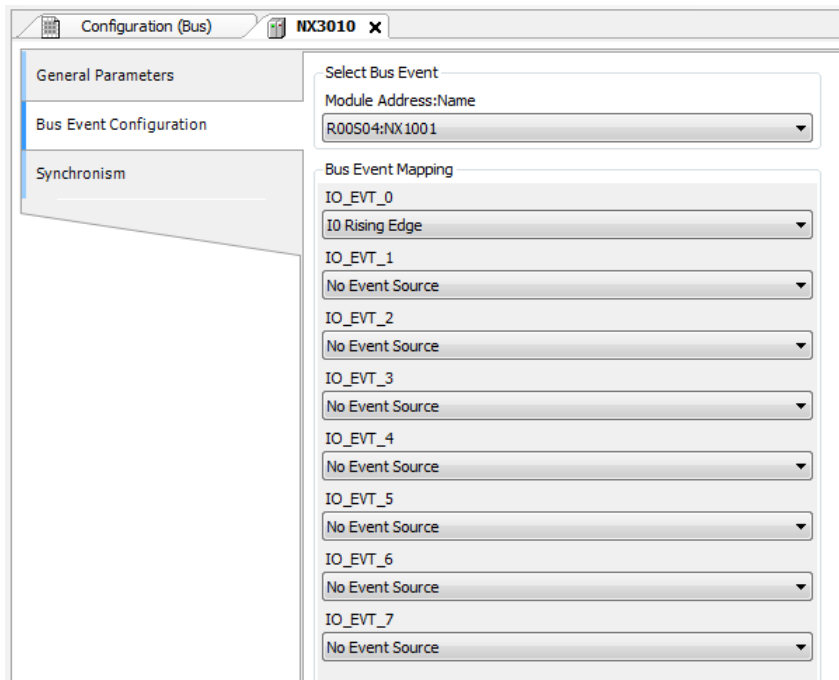 Configuration (Bus)
NX3010
General Parameters
Bus Event Configuration
Synchronism
Select Bus Event
Module Address:Name
R00S04:NX1001
Bus Event Mapping
IO_EVT_0
I0 Rising Edge
IO_EVT_1
No Event Source
IO_EVT_2
No Event Source
IO_EVT_3
No Event Source
IO_EVT_4
No Event Source
IO_EVT_5
No Event Source
IO_EVT_6
No Event Source
IO_EVT_7
No Event Source